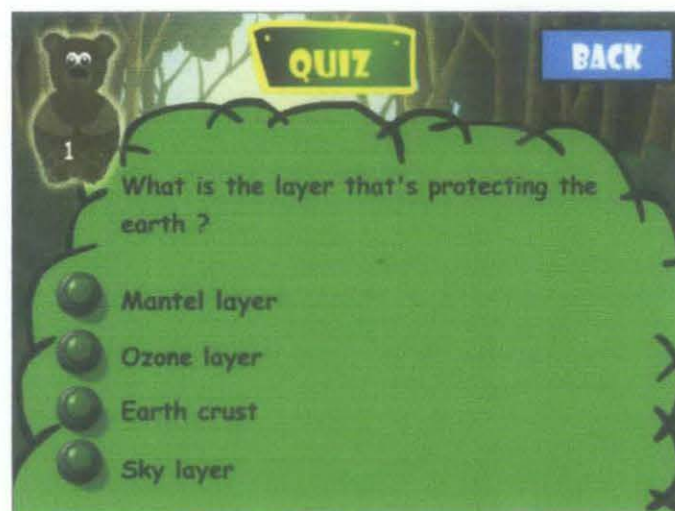 QUIZ
BACK
1
What is the layer that's protecting the
earth ?
Mantel layer
Ozone layer
Earth crust
Sky layer